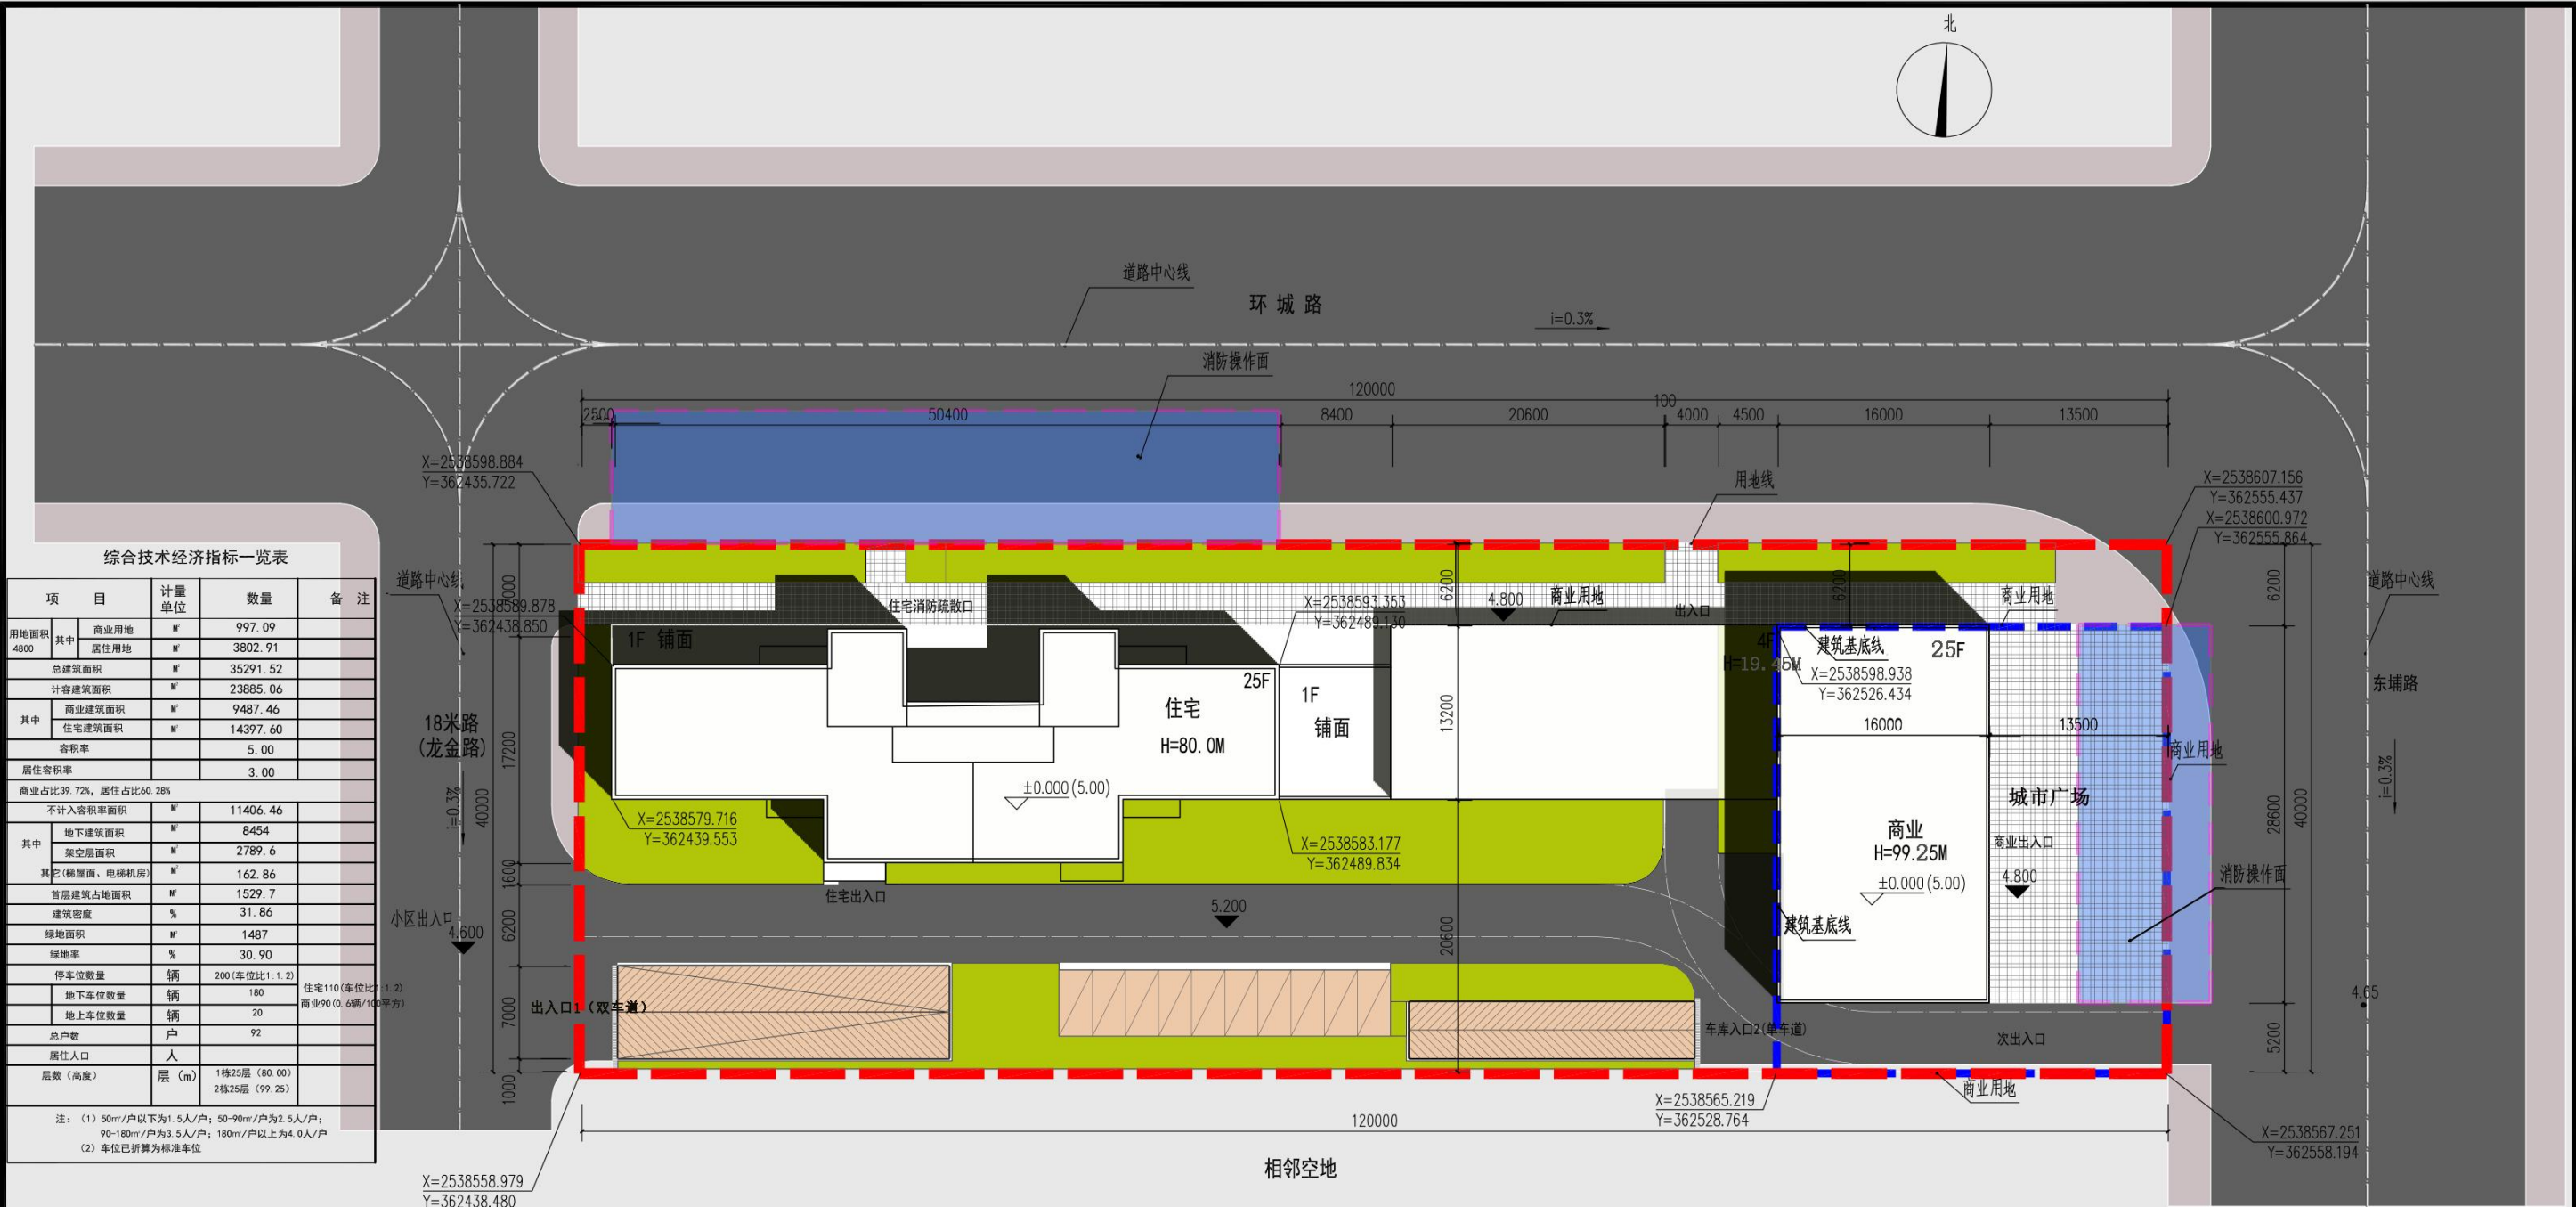 北
道路中心线
环 城 路
i=0.3%
消防操作面
120000
100
2500
50400
8400
20600
4000
4500
16000
13500
X=2538598.884
Y=362435.722
用地线
X=2538607.156
Y=362555.437
X=2538600.972
Y=362555.864
道路中心线
X=2538589.878
Y=362438.850
住宅消防疏散口
X=2538593.353
Y=362489.130
6200
4.800
商业用地
出入口
6200
商业用地
6200
道路中心线
1F 铺面
4F
H=19.45M
建筑基底线
25F
X=2538598.938
Y=362526.434
18米路
(龙金路)
i=0.3%
40000
17200
25F
住宅
H=80.0M
1F
铺面
13200
16000
13500
商业用地
东埔路
i=0.3%
±0.000(5.00)
城市广场
28600
40000
X=2538579.716
Y=362439.553
X=2538583.177
Y=362489.834
商业
H=99.25M
商业出入口
±0.000(5.00)
4.800
消防操作面
1600
住宅出入口
小区出入口
4.600
6200
5.200
20600
建筑基底线
7000
出入口1(双车道)
车库入口2(单车道)
次出入口
4.65
5200
1000
商业用地
X=2538565.219
Y=362528.764
120000
X=2538567.251
Y=362558.194
相邻空地
X=2538558.979
Y=362438.480
综合技术经济指标一览表
项 目 计量单位 数量 备 注
用地面积 4800 其中 商业用地 M² 997.09
居住用地 M² 3802.91
总建筑面积 M² 35291.52
计容建筑面积 M² 23885.06
其中 商业建筑面积 M² 9487.46
住宅建筑面积 M² 14397.60
容积率 5.00
居住容积率 3.00
商业占比39.72%, 居住占比60.28%
不计入容积率面积 M² 11406.46
其中 地下建筑面积 M² 8454
架空层面积 M² 2789.6
其它(梯屋面、电梯机房) M² 162.86
首层建筑占地面积 M² 1529.7
建筑密度 % 31.86
绿地面积 M² 1487
绿地率 % 30.90
停车位数量 辆 200(车位比1:1.2)
地下车位数量 辆 180
住宅110(车位比1:1.2)
商业90(0.6辆/100平方)
地上车位数量 辆 20
总户数 户 92
居住人口 人
层数(高度) 层(m) 1栋25层(80.00)
2栋25层(99.25)
注:(1)50㎡/户以下为1.5人/户; 50-90㎡/户为2.5人/户;
90-180㎡/户为3.5人/户; 180㎡/户以上为4.0人/户
(2)车位已折算为标准车位